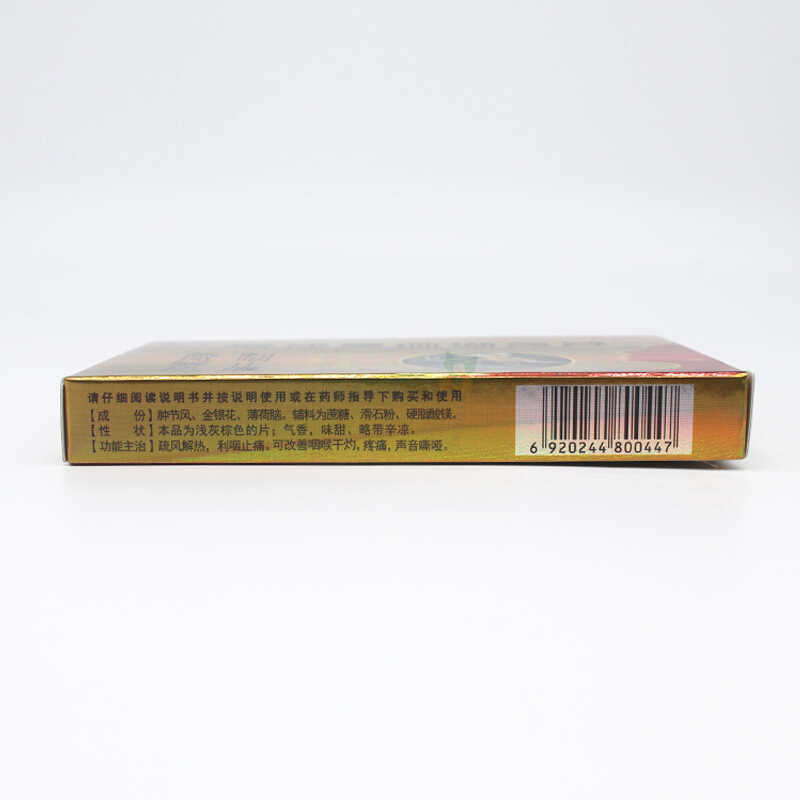 请仔细阅读说明书并按说明使用或在药师指导下购买和使用
【成 份】肿节风、金银花、薄荷脑。辅料为蔗糖、滑石粉、硬脂酸镁。
【性 状】本品为浅灰棕色的片；气香，味甜、略带辛凉。
【功能主治】疏风解热，利咽止痛。可改善咽喉干灼，疼痛，声音嘶哑。
6 920244 800447